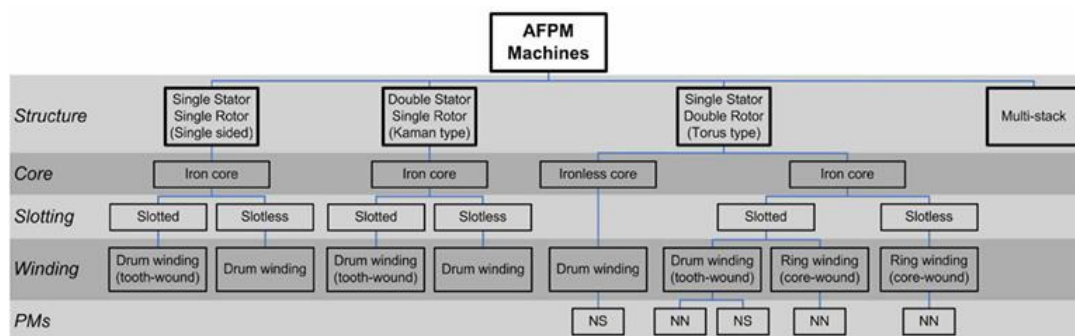 AFPM
Machines
Structure
Single Stator
Single Rotor
(Single sided)
Double Stator
Single Rotor
(Kaman type)
Single Stator
Double Rotor
(Torus type)
Multi-stack
Core
Iron core
Iron core
Ironless core
Iron core
Slotting
Slotted
Slotless
Slotted
Slotless
Slotted
Slotless
Winding
Drum winding
(tooth-wound)
Drum winding
Drum winding
(tooth-wound)
Drum winding
Drum winding
Drum winding
(tooth-wound)
Ring winding
(core-wound)
Ring winding
(core-wound)
PMs
NS
NN
NS
NN
NN